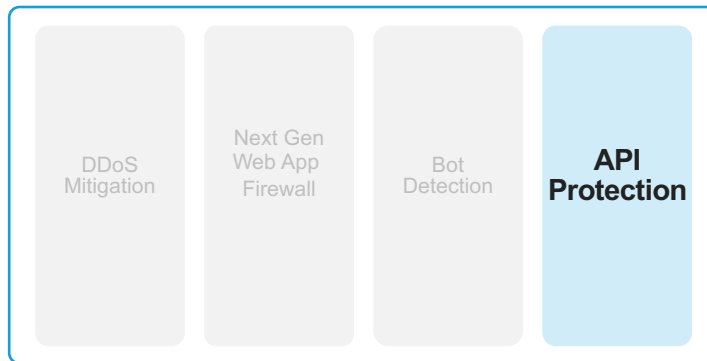 DDoS
Mitigation
Next Gen
Web App
Firewall
Bot
Detection
API
Protection